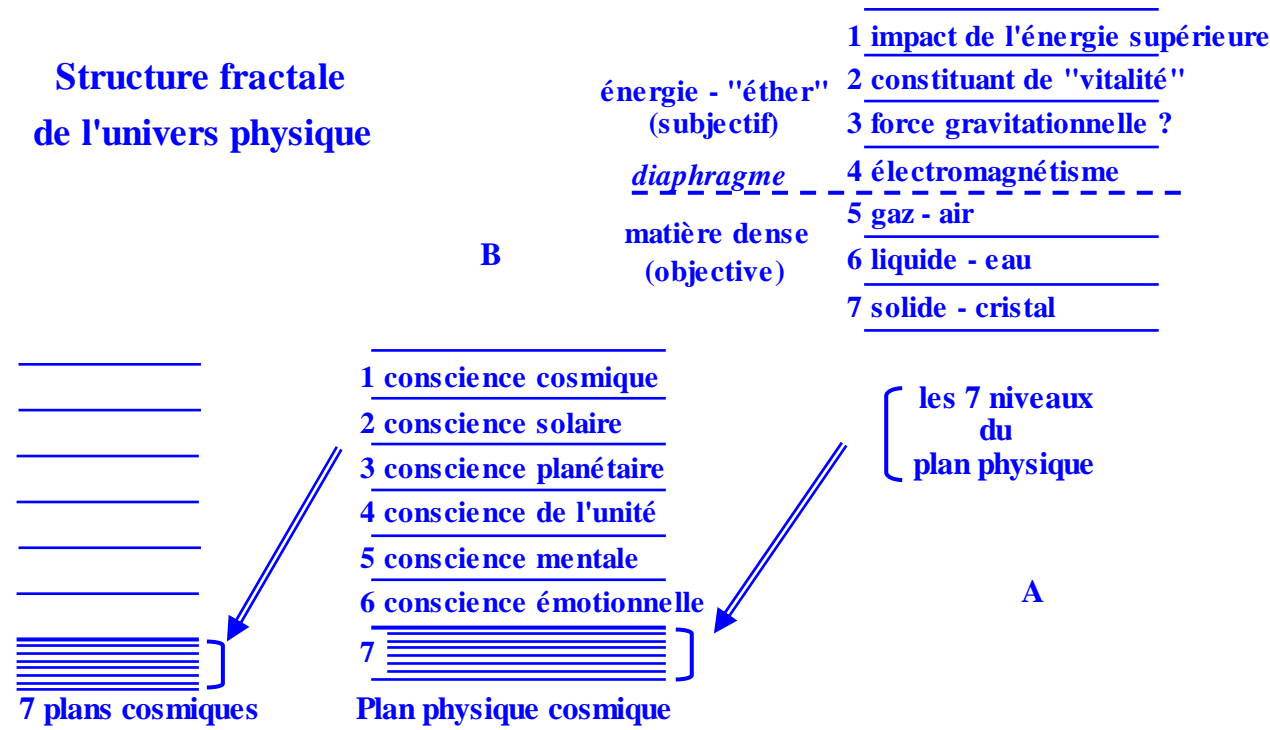 Structure fractale
de l'univers physique
énergie - "éther"
(subjectif)
diaphragme
matière dense
(objective)
1 impact de l'énergie supérieure
2 constituant de "vitalité"
3 force gravitationnelle ?
4 électromagnétisme
5 gaz - air
6 liquide - eau
7 solide - cristal
B
1 conscience cosmique
2 conscience solaire
3 conscience planétaire
4 conscience de l'unité
5 conscience mentale
6 conscience émotionnelle
7
les 7 niveaux
du
plan physique
A
7 plans cosmiques
Plan physique cosmique